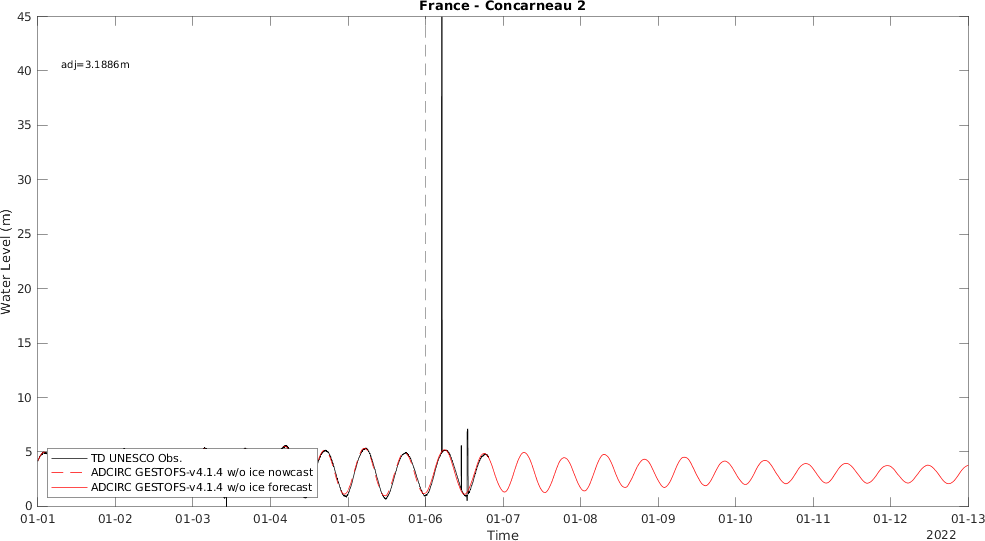 France - Concarneau 2
45
adj=3.1886m
40
35
30
25
20
15
10
5
0
Water Level (m)
TD UNESCO Obs.
ADCIRC GESTOFS-v4.1.4 w/o ice nowcast
ADCIRC GESTOFS-v4.1.4 w/o ice forecast
01-01 01-02 01-03 01-04 01-05 01-06 01-07 01-08 01-09 01-10 01-11 01-12 01-13
Time
2022